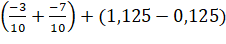 (-3/10 + -7/10) + (1,125 − 0,125)